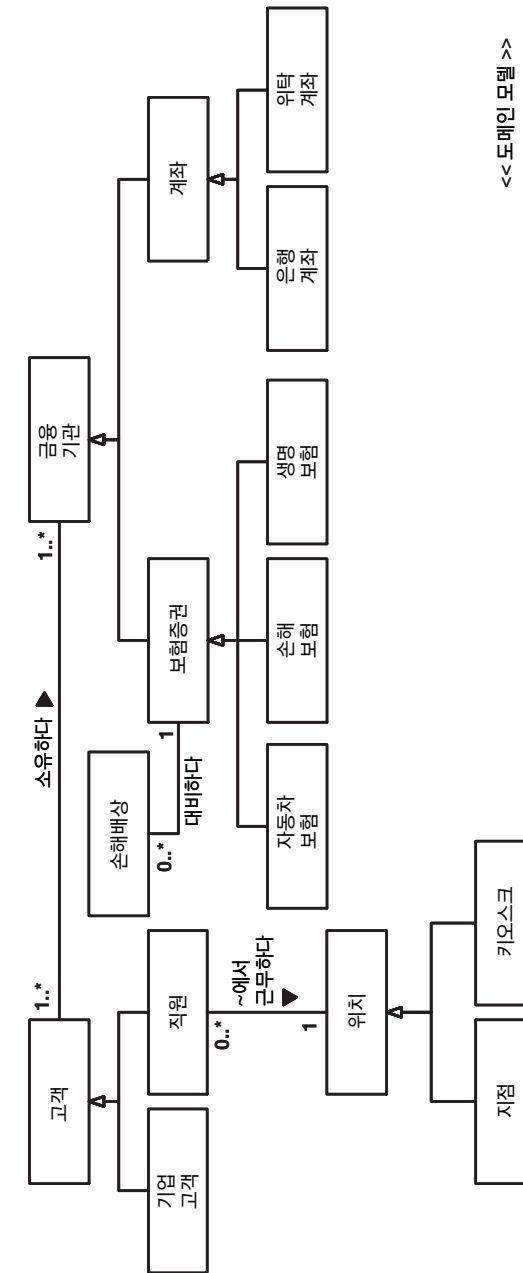 고객
1..*
소유하다 ▶
1..*
금융
기관
기업
고객
직원
0..*
~에서
근무하다
▶
1
위치
지점
키오스크
손해배상
0..*
대비하다
1
보험증권
자동차
보험
손해
보험
생명
보험
계좌
은행
계좌
위탁
계좌
<< 도메인 모델 >>